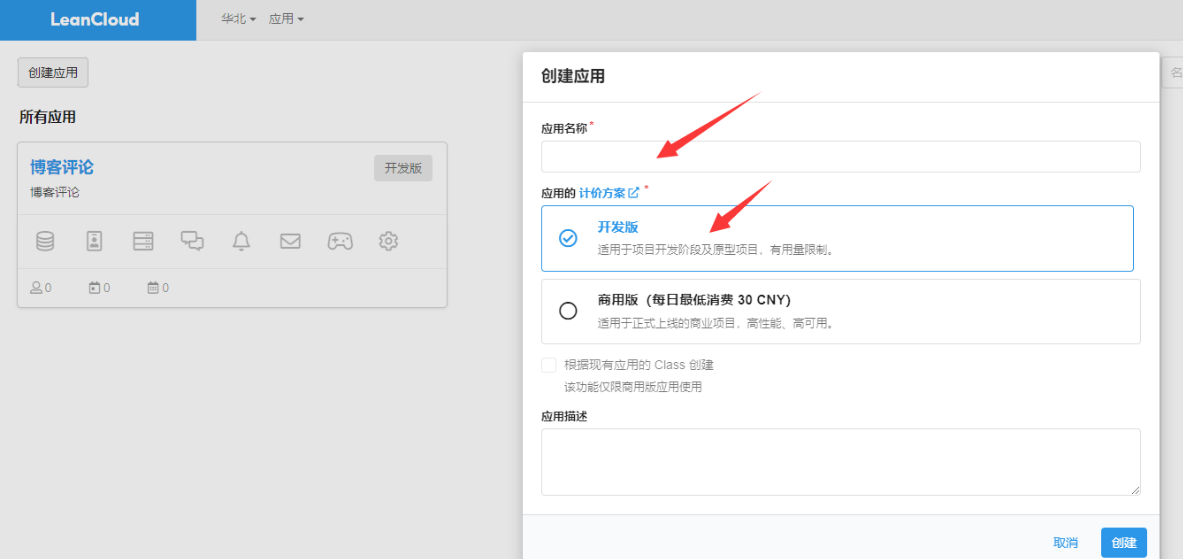 LeanCloud
华北
应用
创建应用
所有应用
博客评论
开发版
博客评论
0
0
0
创建应用
应用名称*
应用的 计价方案 *
开发版
适用于项目开发阶段及原型项目，有用量限制。
商用版（每日最低消费 30 CNY）
适用于正式上线的商业项目，高性能、高可用。
根据现有应用的 Class 创建
该功能仅限商用版应用使用
应用描述
取消
创建
名